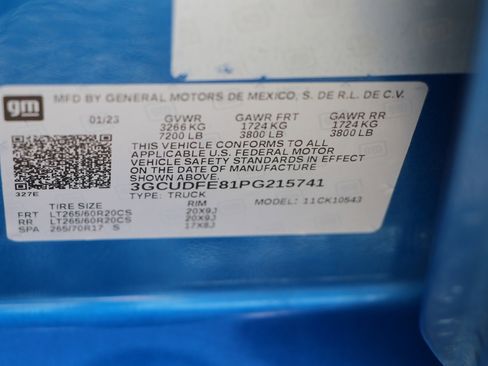 gm
MFD BY GENERAL MOTORS DE MEXICO, S. DE R.L. DE C.V.
01/23 GVWR GAWR FRT GAWR RR
3266 KG 1724 KG 1724 KG
7200 LB 3800 LB 3800 LB
THIS VEHICLE CONFORMS TO ALL
APPLICABLE U.S. FEDERAL MOTOR
VEHICLE SAFETY STANDARDS IN EFFECT
ON THE DATE OF MANUFACTURE
SHOWN ABOVE.
3GCUDFE81PG215741
327E TYPE: TRUCK MODEL: 11CK10543
TIRE SIZE RIM
FRT LT265/60R20CS 20X9J
RR LT265/60R20CS 20X9J
SPA 265/70R17 S 17X8J